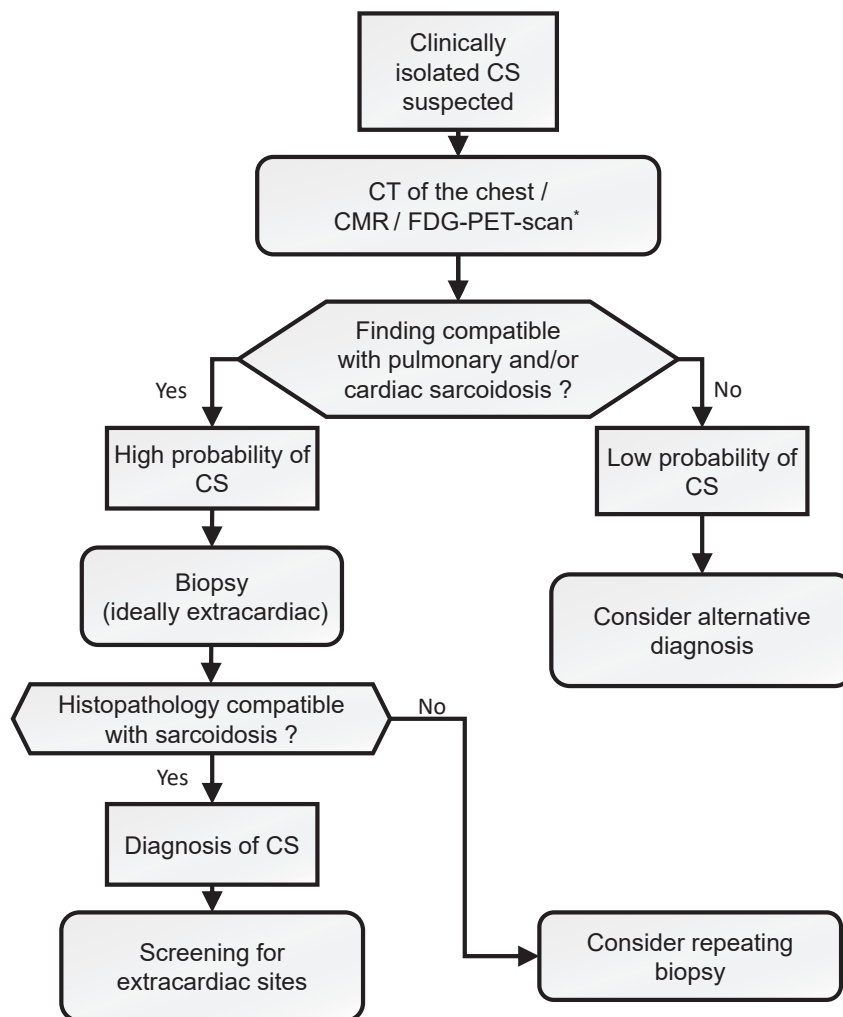 Clinically
isolated CS
suspected
CT of the chest /
CMR / FDG-PET-scan*
Finding compatible
with pulmonary and/or
cardiac sarcoidosis ?
Yes
No
High probability of
CS
Low probability of
CS
Biopsy
(ideally extracardiac)
Consider alternative
diagnosis
Histopathology compatible
with sarcoidosis ?
No
Yes
Diagnosis of CS
Screening for
extracardiac sites
Consider repeating
biopsy